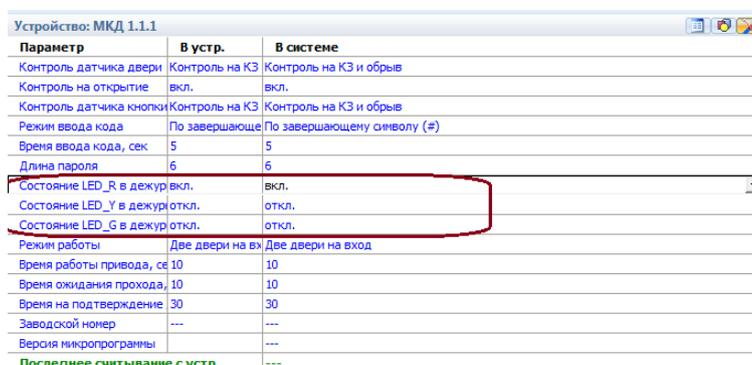 Устройство: МКД 1.1.1
Параметр В устр. В системе
Контроль датчика двери Контроль на КЗ Контроль на КЗ и обрыв
Контроль на открытие вкл. вкл.
Контроль датчика кнопки Контроль на КЗ Контроль на КЗ и обрыв
Режим ввода кода По завершающе По завершающему символу (#)
Время ввода кода, сек 5 5
Длина пароля 6 6
Состояние LED_R в дежур вкл. вкл.
Состояние LED_Y в дежур откл. откл.
Состояние LED_G в дежур откл. откл.
Режим работы Две двери на вх Две двери на вход
Время работы привода, се 10 10
Время ожидания прохода, 10 10
Время на подтверждение 30 30
Заводской номер --- ---
Версия микропрограммы ---
Последнее считывание с устр. ---